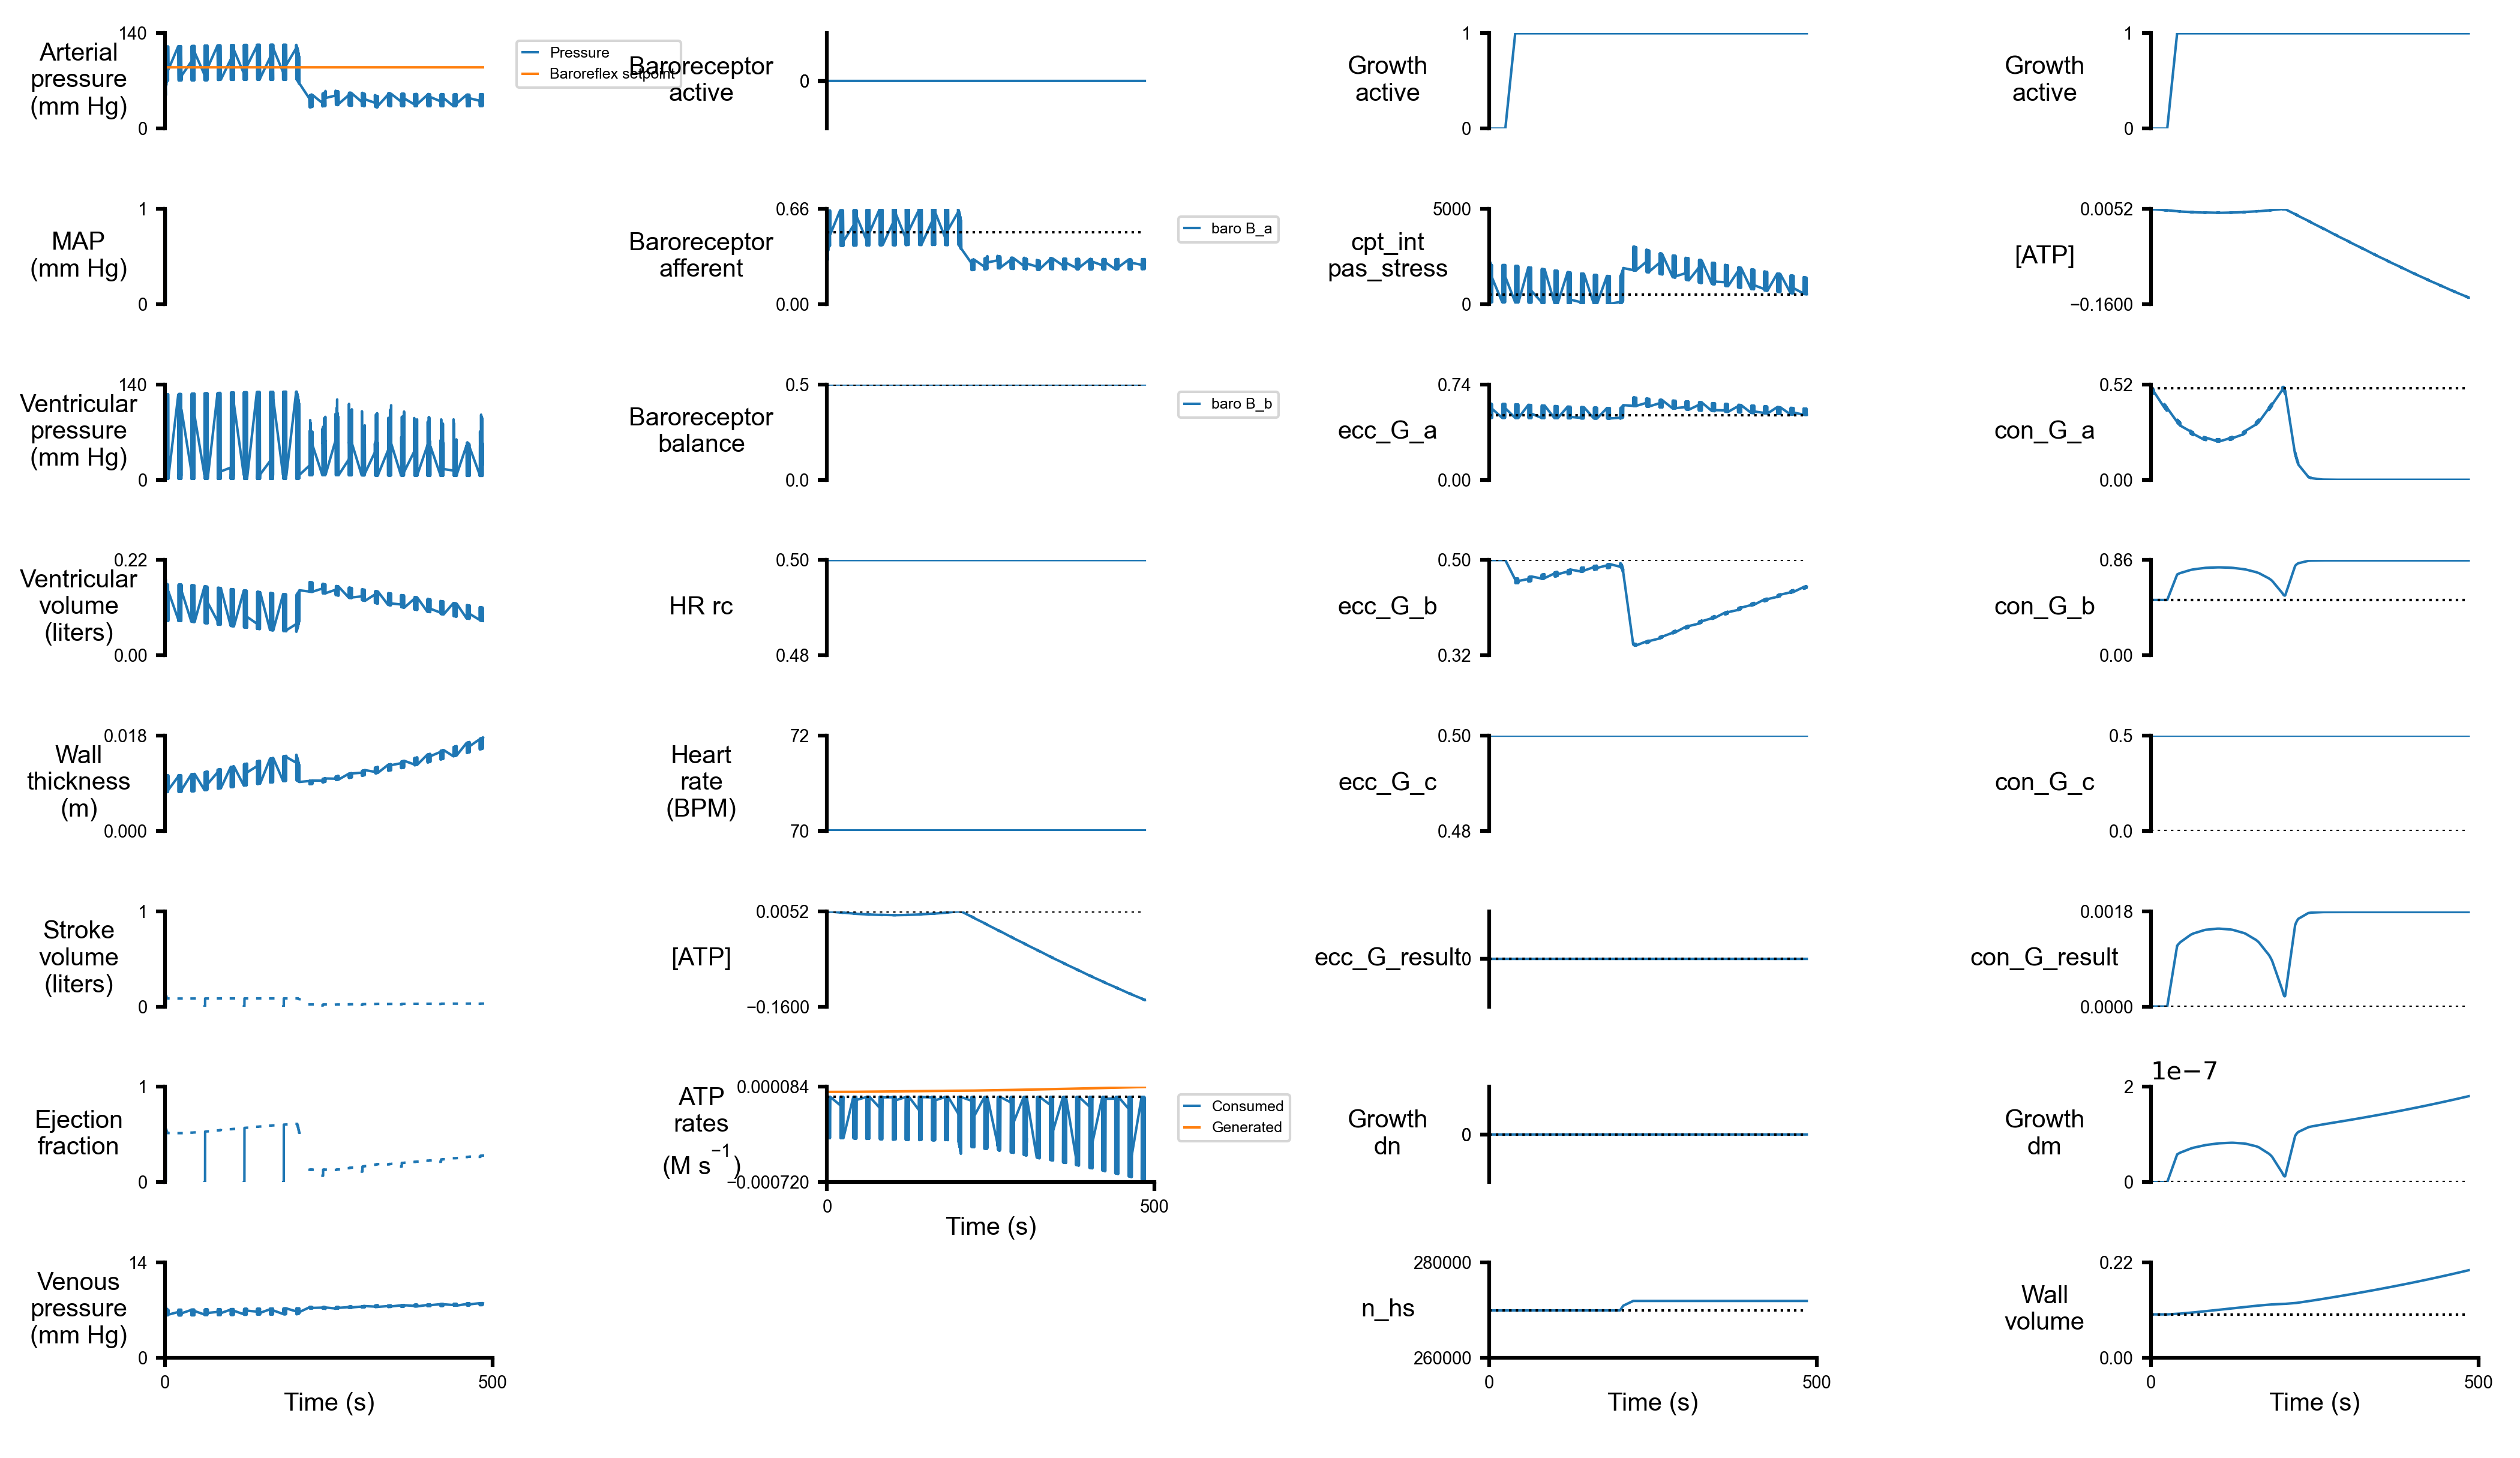 Arterial
pressure
(mm Hg)
140
0
Pressure
Baroreflex setpoint
MAP
(mm Hg)
1
0
Ventricular
pressure
(mm Hg)
140
0
Ventricular
volume
(liters)
0.22
0.00
Wall
thickness
(m)
0.018
0.000
Stroke
volume
(liters)
1
0
Ejection
fraction
1
0
Venous
pressure
(mm Hg)
14
0
0
500
Time (s)
Baroreceptor
active
0
Baroreceptor
afferent
0.66
0.00
baro B_a
Baroreceptor
balance
0.5
0.0
baro B_b
HR rc
0.50
0.48
Heart
rate
(BPM)
72
70
[ATP]
0.0052
−0.1600
ATP
rates
(M s−1)
0.000084
−0.000720
Consumed
Generated
0
500
Time (s)
Growth
active
1
0
cpt_int
pas_stress
5000
0
ecc_G_a
0.74
0.00
ecc_G_b
0.50
0.32
ecc_G_c
0.50
0.48
ecc_G_result
0
Growth
dn
0
n_hs
280000
260000
0
500
Time (s)
Growth
active
1
0
[ATP]
0.0052
−0.1600
con_G_a
0.52
0.00
con_G_b
0.86
0.00
con_G_c
0.5
0.0
con_G_result
0.0018
0.0000
Growth
dm
1e−7
2
0
Wall
volume
0.22
0.00
0
500
Time (s)